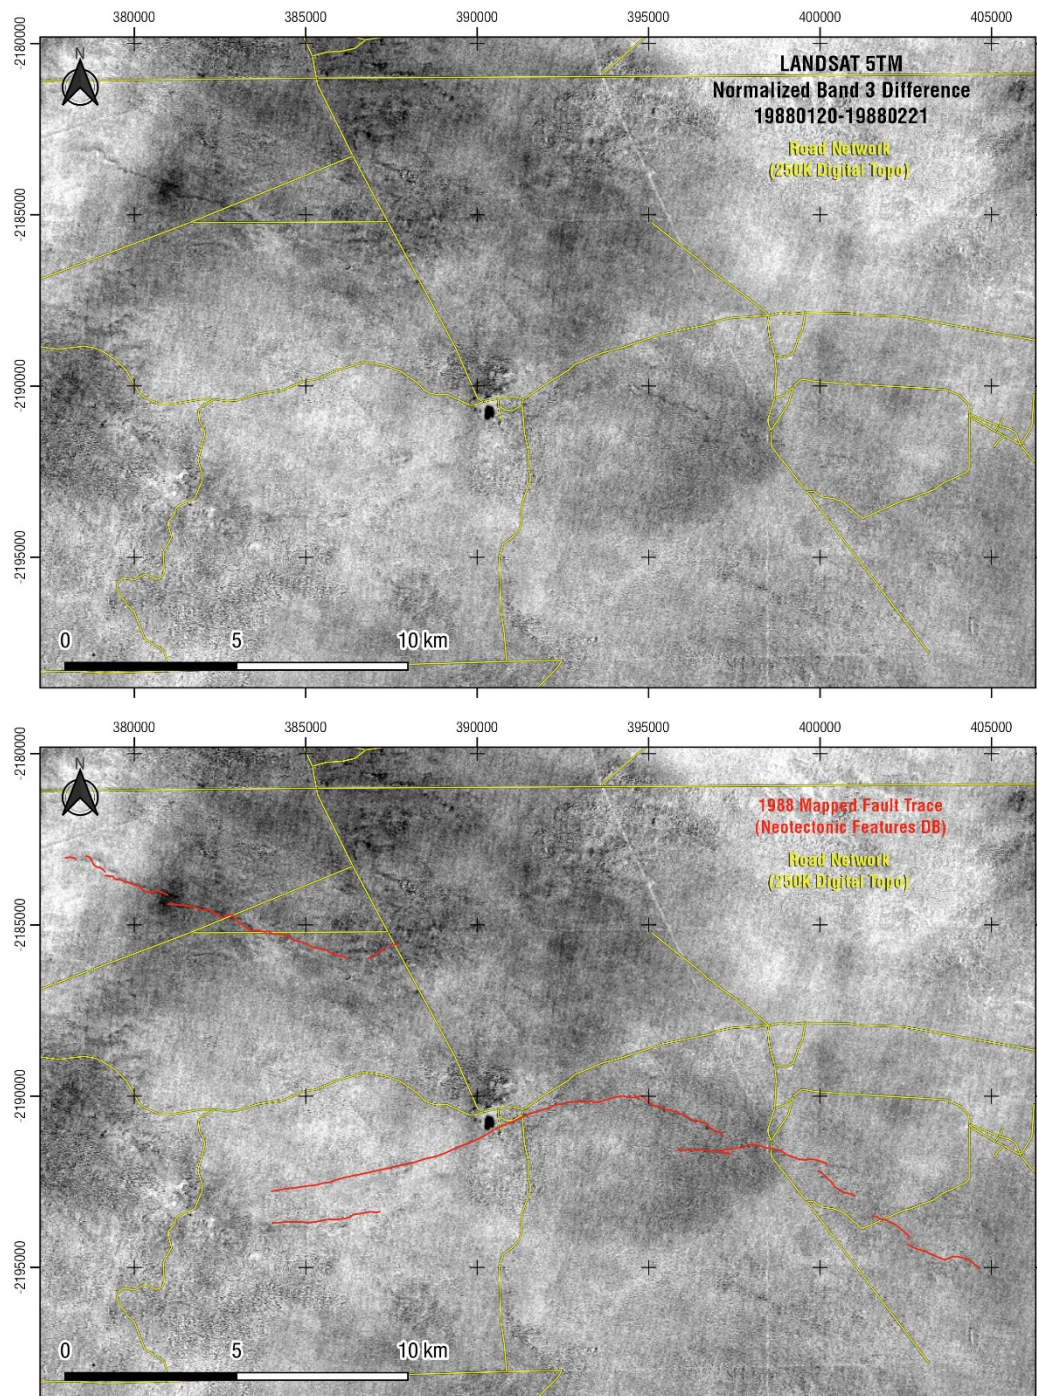 380000 385000 390000 395000 400000 405000
N
-2180000
LANDSAT 5TM
Normalized Band 3 Difference
19880120-19880221
Road Network
(250K Digital Topo)
-2185000
-2190000
-2195000
0 5 10 km
380000 385000 390000 395000 400000 405000
N
-2180000
1988 Mapped Fault Trace
(Neotectonic Features DB)
Road Network
(250K Digital Topo)
-2185000
-2190000
-2195000
0 5 10 km